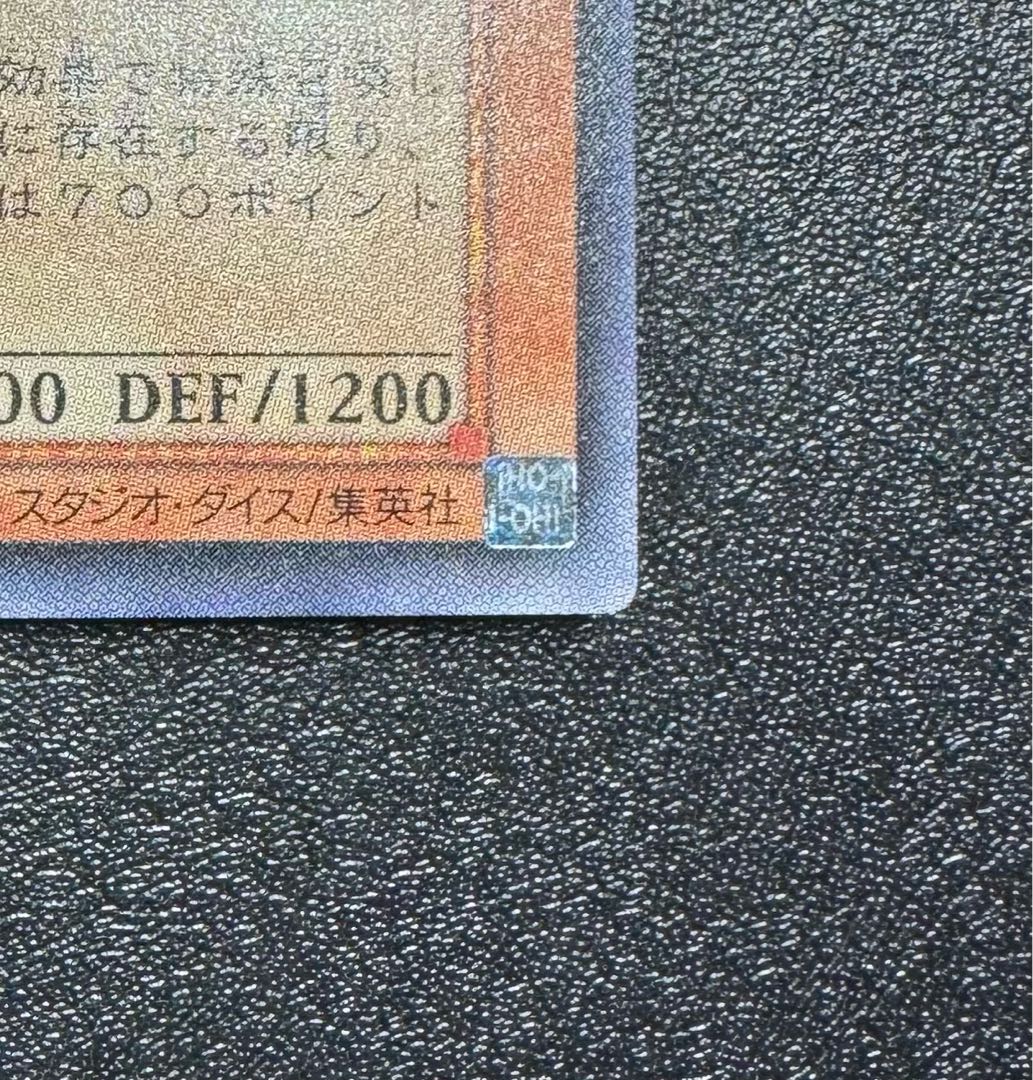 効果で特殊召喚し
に存在する限り、
は７００ポイント
00 DEF/1200
スタジオ・ダイス/集英社